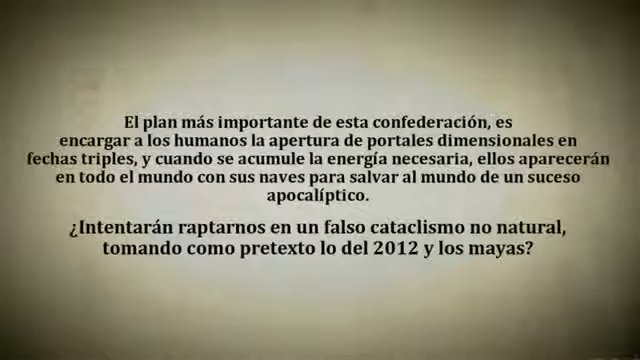 El plan más importante de esta confederación, es
encargar a los humanos la apertura de portales dimensionales en
fechas triples, y cuando se acumule la energía necesaria, ellos aparecerán
en todo el mundo con sus naves para salvar al mundo de un suceso
apocalíptico.
¿Intentarán raptarnos en un falso cataclismo no natural,
tomando como pretexto lo del 2012 y los mayas?